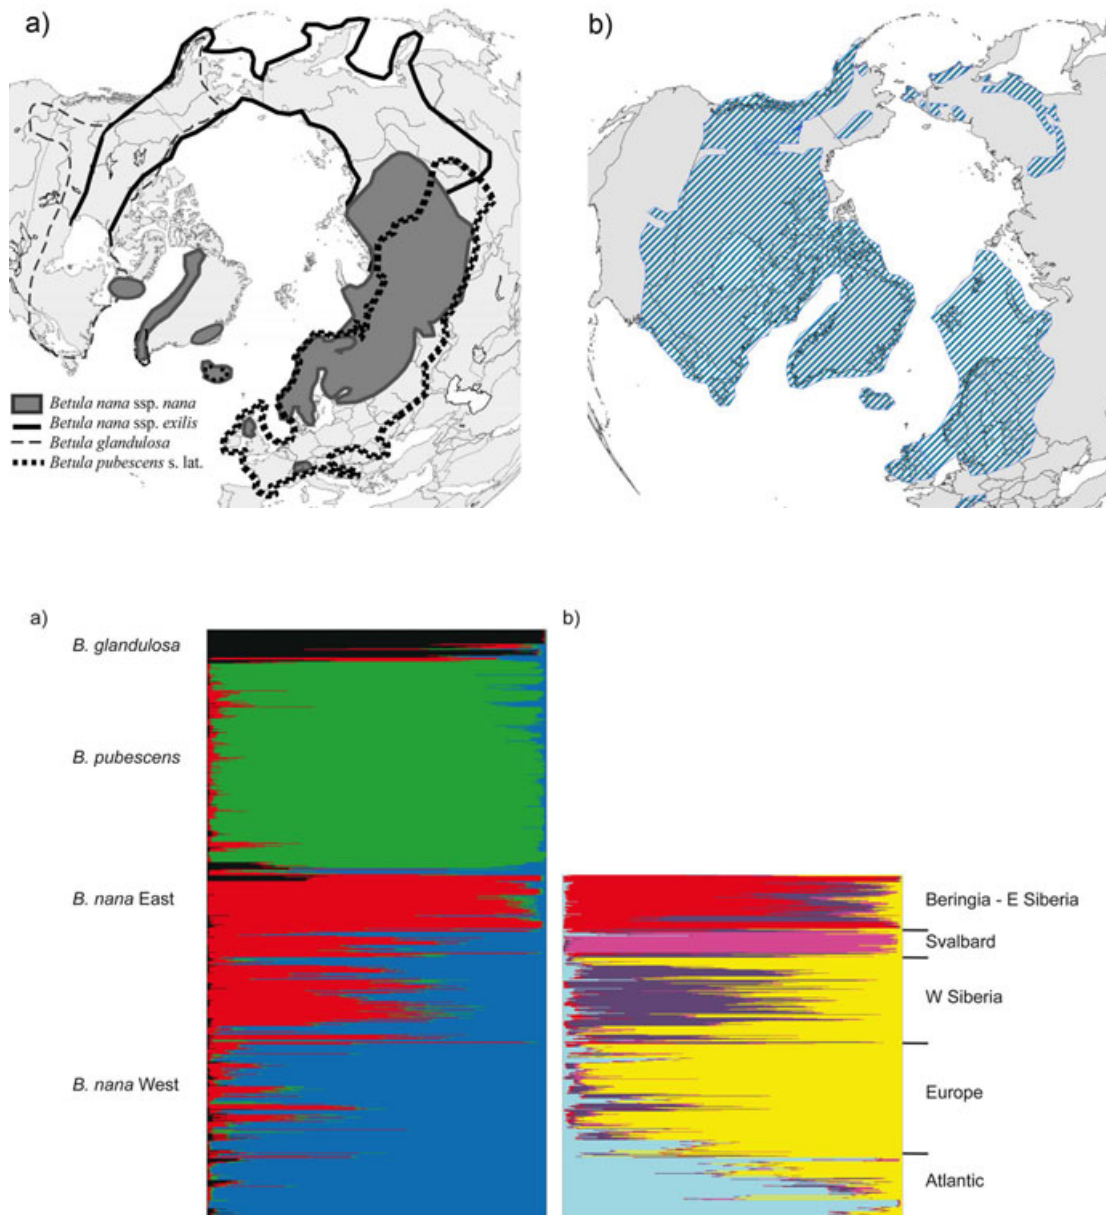 a)
b)
Betula nana ssp. nana
Betula nana ssp. exilis
Betula glandulosa
Betula pubescens s. lat.
a)
b)
B. glandulosa
B. pubescens
B. nana East
B. nana West
Beringia - E Siberia
Svalbard
W Siberia
Europe
Atlantic